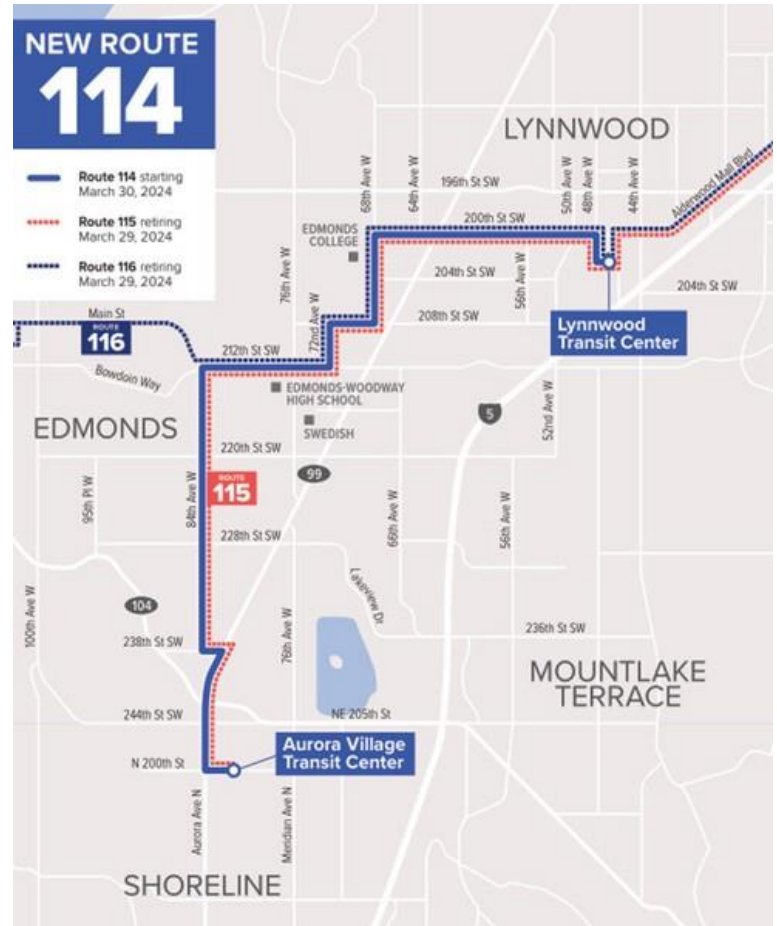 NEW ROUTE
114
Route 114 starting
March 30, 2024
Route 115 retiring
March 29, 2024
Route 116 retiring
March 29, 2024
LYNNWOOD
68th Ave W
64th Ave W
196th St SW
50th Ave W
48th Ave W
44th Ave W
Alderwood Mall Blvd
200th St SW
EDMONDS
COLLEGE
76th Ave W
204th St SW
56th Ave W
204th St SW
Main St
ROUTE
116
72nd Ave W
208th St SW
Lynnwood
Transit Center
212th St SW
Bowdoin Way
EDMONDS-WOODWAY
HIGH SCHOOL
SWEDISH
5
52nd Ave W
EDMONDS
220th St SW
99
ROUTE
115
95th Pl W
84th Ave W
66th Ave W
56th Ave W
228th St SW
Lakeview Dr
104
100th Ave W
238th St SW
76th Ave W
236th St SW
MOUNTLAKE
TERRACE
244th St SW
NE 205th St
Aurora Village
Transit Center
N 200th St
Aurora Ave N
Meridian Ave N
SHORELINE